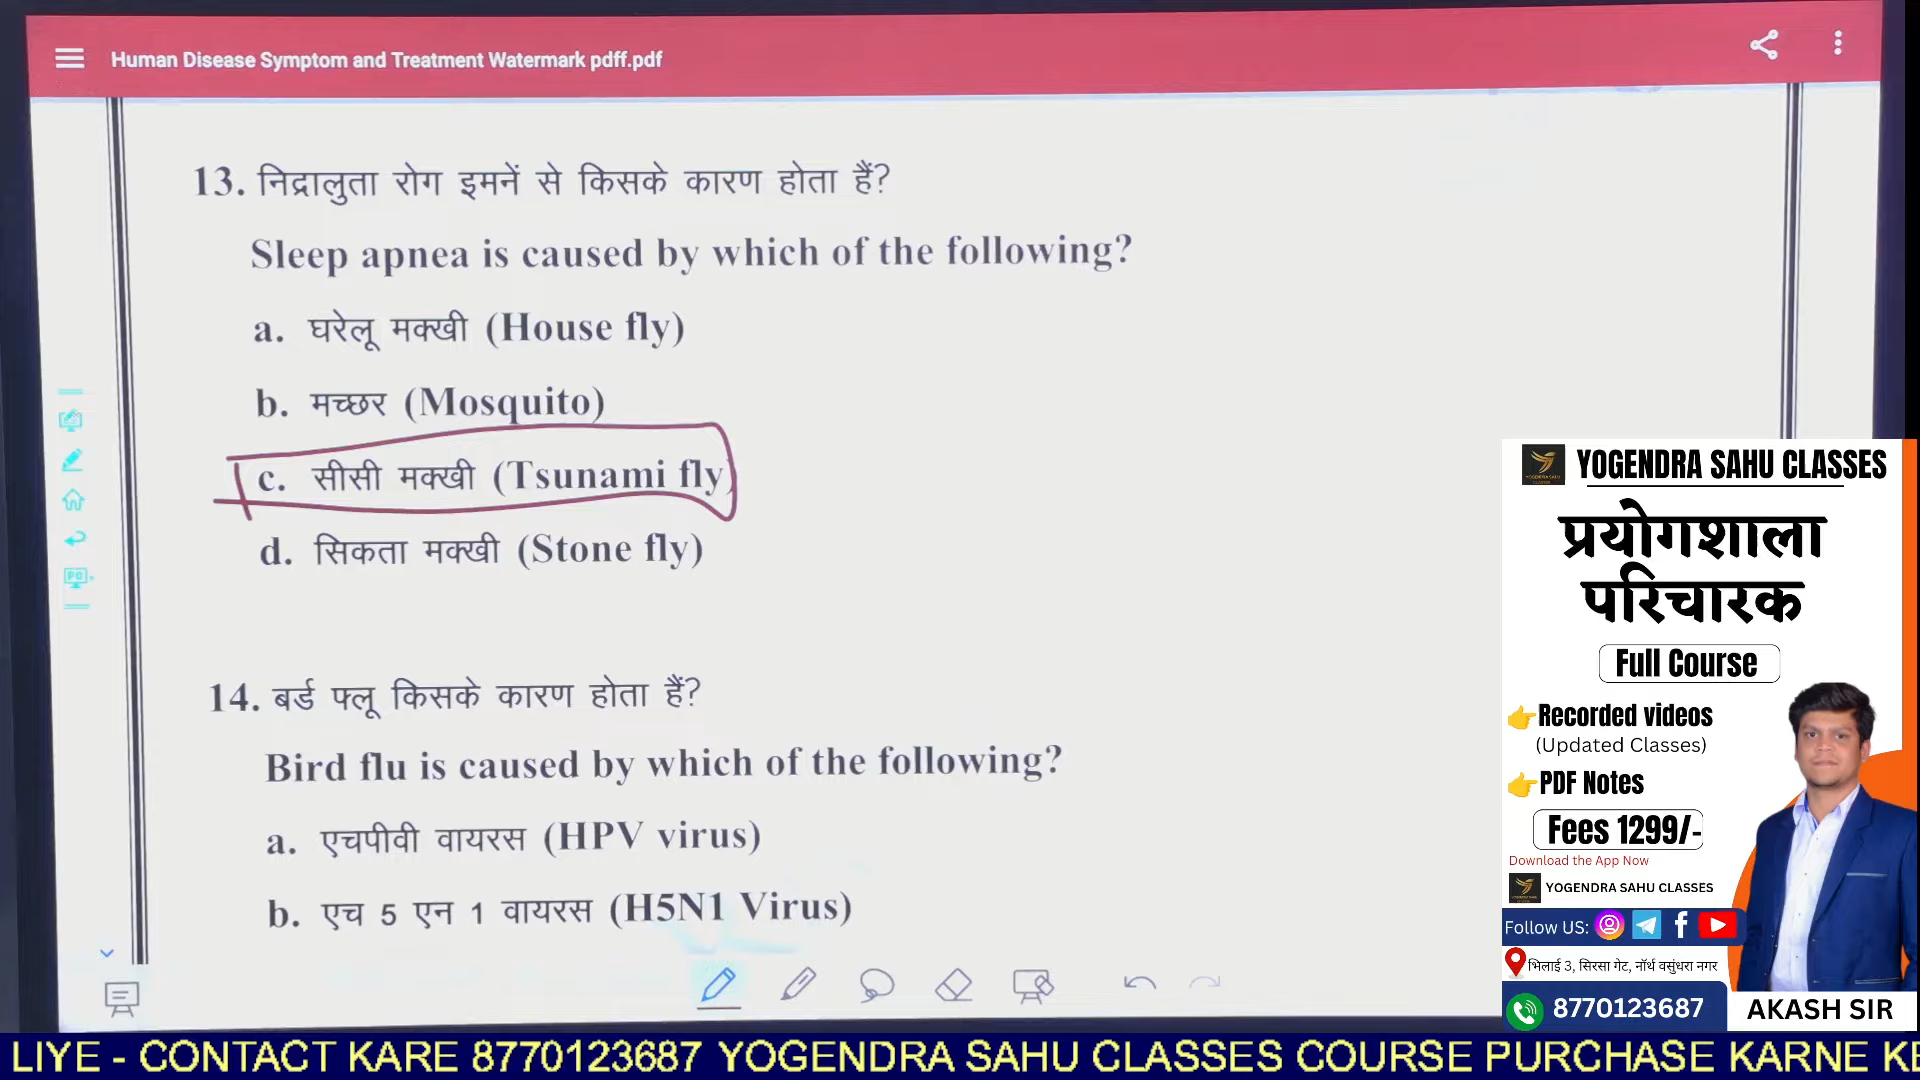 Human Disease Symptom and Treatment Watermark pdff.pdf
13. निद्रालुता रोग इमनें से किसके कारण होता हैं?
Sleep apnea is caused by which of the following?
a. घरेलू मक्खी (House fly)
b. मच्छर (Mosquito)
c. सीसी मक्खी (Tsunami fly)
d. सिकता मक्खी (Stone fly)
14. बर्ड फ्लू किसके कारण होता हैं?
Bird flu is caused by which of the following?
a. एचपीवी वायरस (HPV virus)
b. एच 5 एन 1 वायरस (H5N1 Virus)
YOGENDRA SAHU CLASSES
प्रयोगशाला
परिचारक
Full Course
👉Recorded videos
(Updated Classes)
👉PDF Notes
Fees 1299/-
Download the App Now
YOGENDRA SAHU CLASSES
Follow US:
भिलाई 3, सिरसा गेट, नॉर्थ वसुंधरा नगर
8770123687
AKASH SIR
LIYE - CONTACT KARE 8770123687 YOGENDRA SAHU CLASSES COURSE PURCHASE KARNE KE